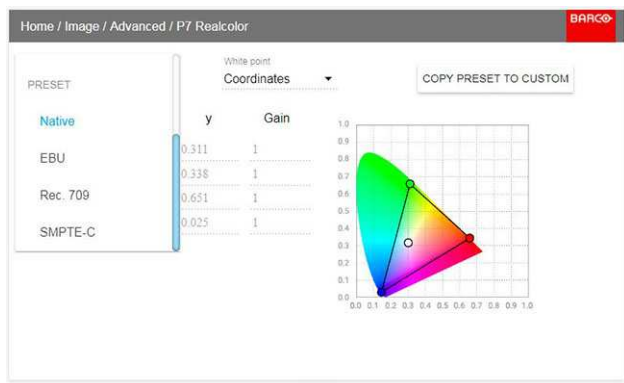 Home / Image / Advanced / P7 Realcolor
BARCO
PRESET
Native
EBU
Rec. 709
SMPTE-C
White point
Coordinates
COPY PRESET TO CUSTOM
y Gain
0.311 1
0.338 1
0.651 1
0.025 1
1.0
0.9
0.8
0.7
0.6
0.5
0.4
0.3
0.2
0.1
0.0
0.0 0.1 0.2 0.3 0.4 0.5 0.6 0.7 0.8 0.9 1.0